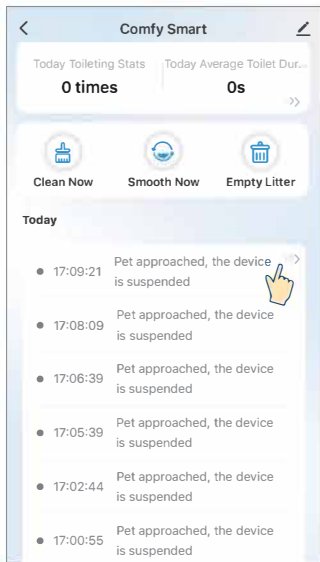 Comfy Smart
Today Toileting Stats
Today Average Toilet Dur...
0 times
0s
Clean Now
Smooth Now
Empty Litter
Today
17:09:21
Pet approached, the device
is suspended
17:08:09
Pet approached, the device
is suspended
17:06:39
Pet approached, the device
is suspended
17:05:39
Pet approached, the device
is suspended
17:02:44
Pet approached, the device
is suspended
17:00:55
Pet approached, the device
is suspended